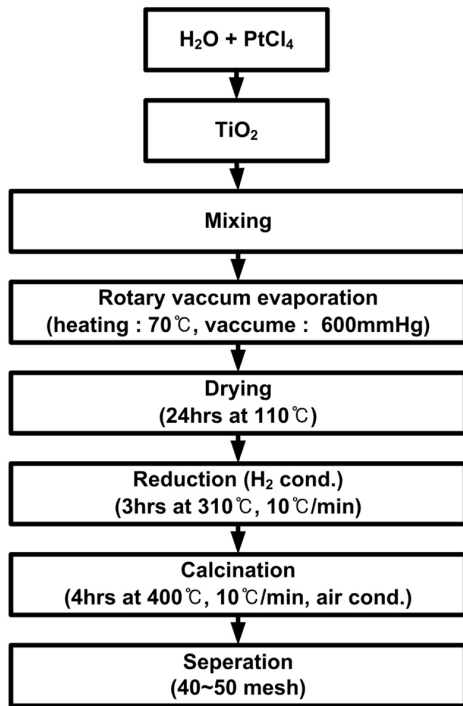 H₂O + PtCl₄
TiO₂
Mixing
Rotary vaccum evaporation
(heating : 70℃, vaccume : 600mmHg)
Drying
(24hrs at 110℃)
Reduction (H₂ cond.)
(3hrs at 310℃, 10℃/min)
Calcination
(4hrs at 400℃, 10℃/min, air cond.)
Seperation
(40~50 mesh)